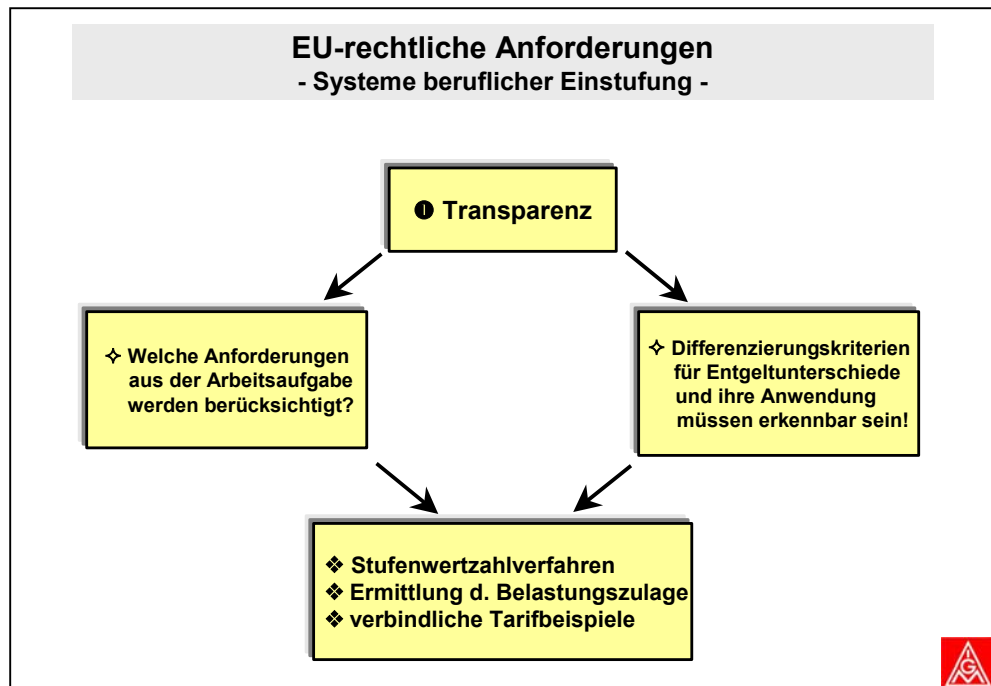 EU-rechtliche Anforderungen
- Systeme beruflicher Einstufung -
❶ Transparenz
✧ Welche Anforderungen
aus der Arbeitsaufgabe
werden berücksichtigt?
✧ Differenzierungskriterien
für Entgeltunterschiede
und ihre Anwendung
müssen erkennbar sein!
❖ Stufenwertzahlverfahren
❖ Ermittlung d. Belastungszulage
❖ verbindliche Tarifbeispiele
IGM